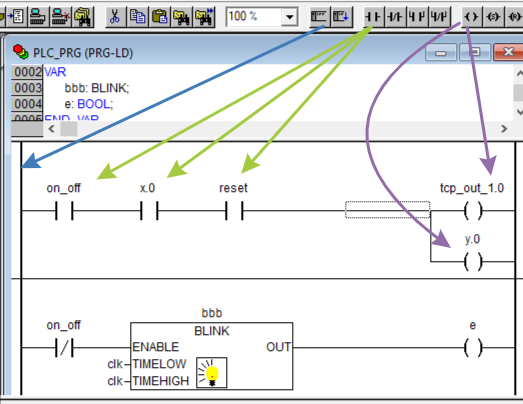 100 %
PLC_PRG (PRG-LD)
0002 VAR
0003 bbb: BLINK;
0004 e: BOOL;
0005 END_VAR
on_off x.0 reset tcp_out_1.0
y.0
bbb
on_off BLINK e
ENABLE OUT
clk TIMELOW
clk TIMEHIGH